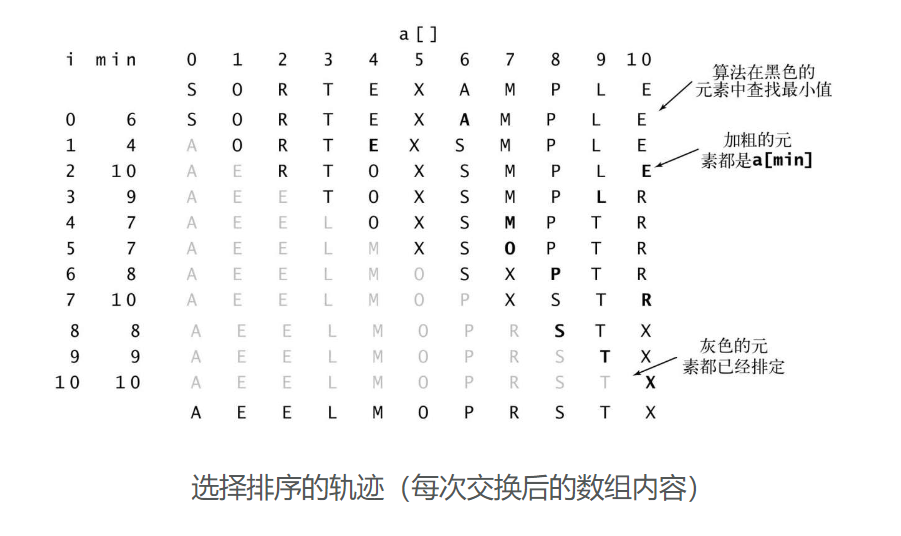 a[]
i min 0 1 2 3 4 5 6 7 8 9 10
S O R T E X A M P L E
算法在黑色的
元素中查找最小值
0 6 S O R T E X A M P L E
1 4 A O R T E X S M P L E
加粗的元
素都是a[min]
2 10 A E R T O X S M P L E
3 9 A E E T O X S M P L R
4 7 A E E L O X S M P T R
5 7 A E E L M X S O P T R
6 8 A E E L M O S X P T R
7 10 A E E L M O P X S T R
8 8 A E E L M O P R S T X
灰色的元
素都已经排定
9 9 A E E L M O P R S T X
10 10 A E E L M O P R S T X
A E E L M O P R S T X
选择排序的轨迹（每次交换后的数组内容）